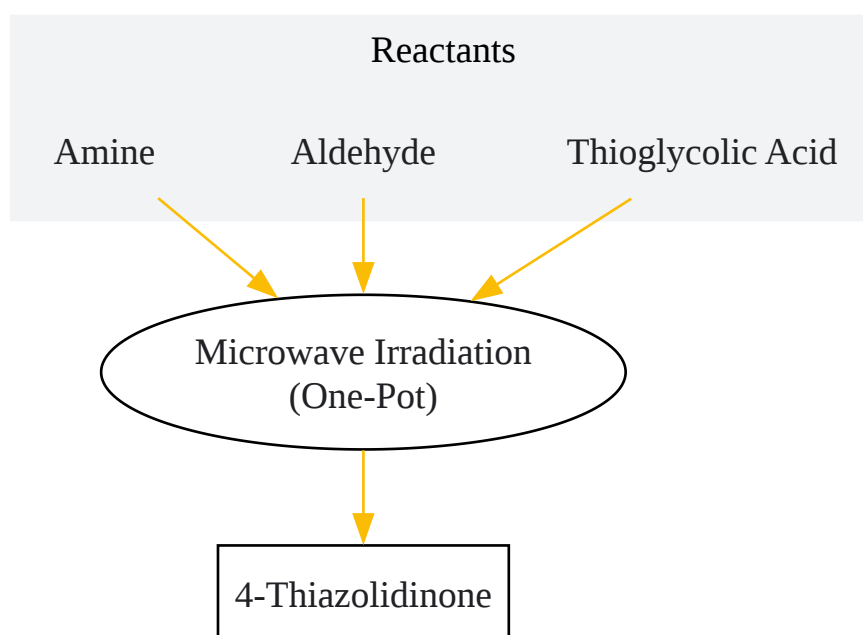 Reactants
Amine Aldehyde Thioglycolic Acid
Microwave Irradiation
(One-Pot)
4-Thiazolidinone